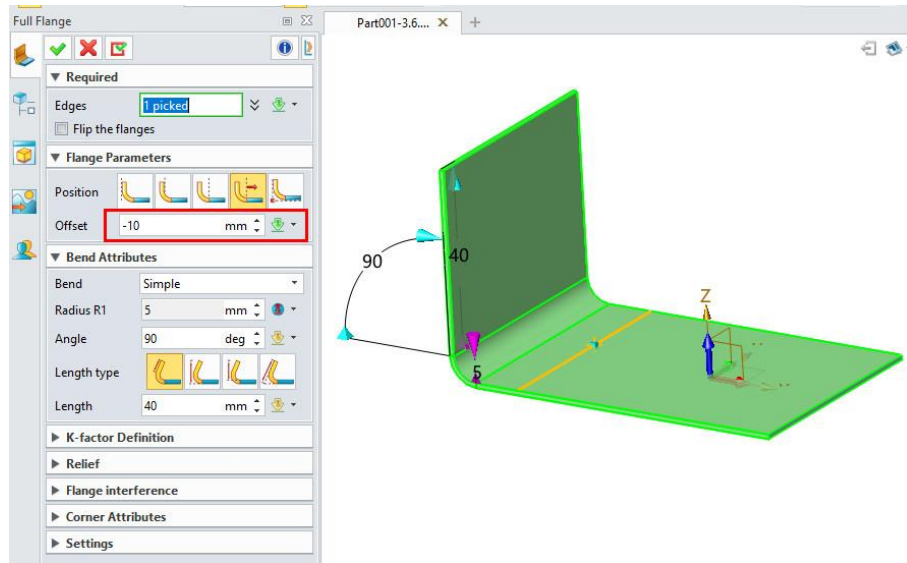 Full Flange
Part001-3.6....
Required
Edges 1 picked
Flip the flanges
Flange Parameters
Position
Offset -10 mm
Bend Attributes
Bend Simple
Radius R1 5 mm
Angle 90 deg
Length type
Length 40 mm
K-factor Definition
Relief
Flange interference
Corner Attributes
Settings
90
40
5
Z